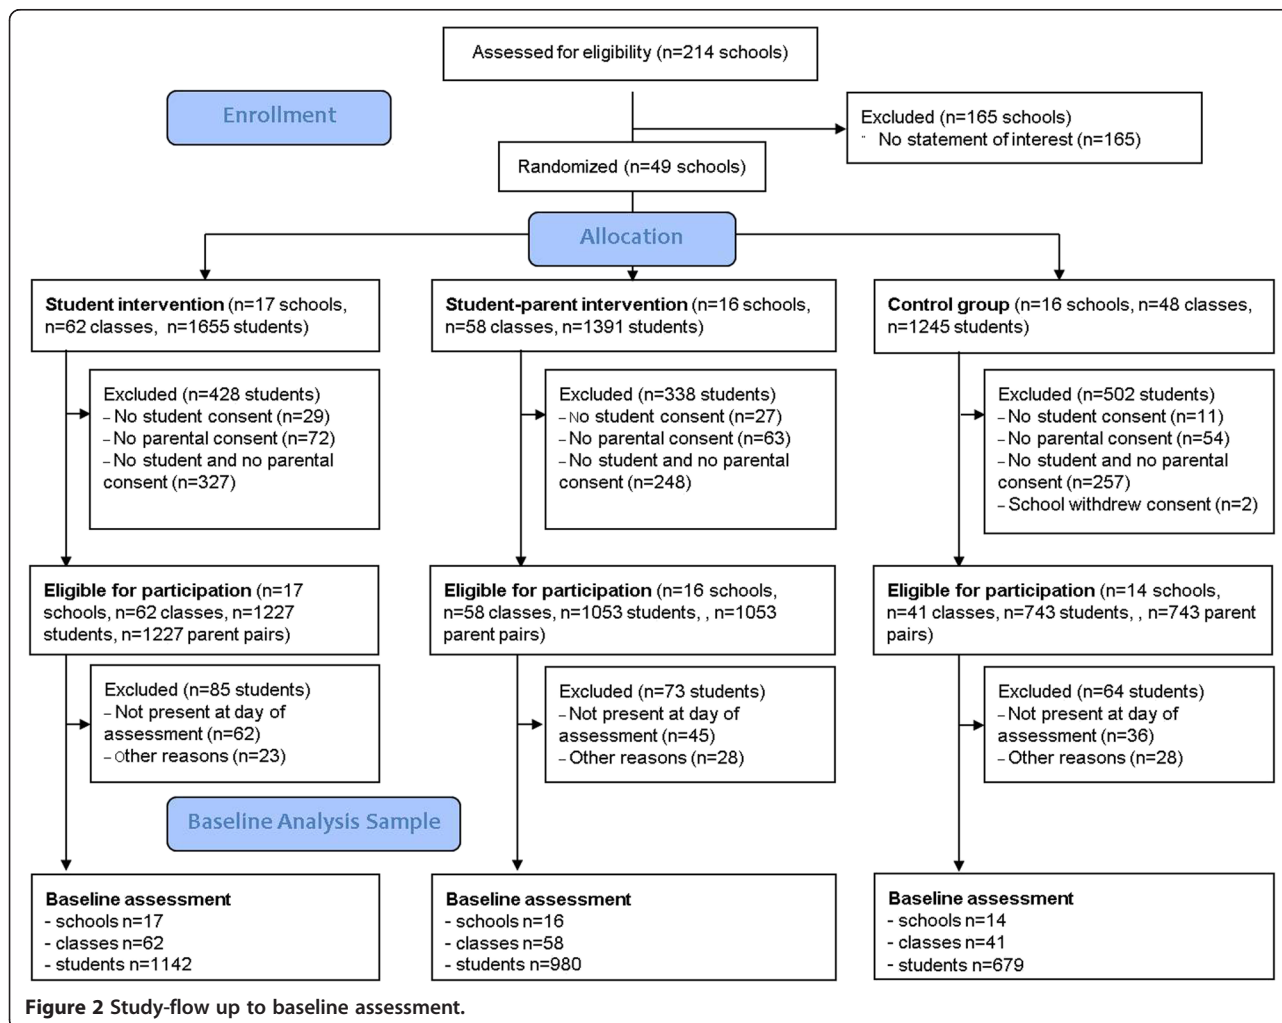 Assessed for eligibility (n=214 schools)
Enrollment
Excluded (n=165 schools)
¨ No statement of interest (n=165)
Randomized (n=49 schools)
Allocation
Student intervention (n=17 schools,
n=62 classes, n=1655 students)
Student-parent intervention (n=16 schools,
n=58 classes, n=1391 students)
Control group (n=16 schools, n=48 classes,
n=1245 students)
Excluded (n=428 students)
– No student consent (n=29)
– No parental consent (n=72)
– No student and no parental
consent (n=327)
Excluded (n=338 students)
– No student consent (n=27)
– No parental consent (n=63)
– No student and no parental
consent (n=248)
Excluded (n=502 students)
– No student consent (n=11)
– No parental consent (n=54)
– No student and no parental
consent (n=257)
– School withdrew consent (n=2)
Eligible for participation (n=17
schools, n=62 classes, n=1227
students, n=1227 parent pairs)
Eligible for participation (n=16 schools,
n=58 classes, n=1053 students, , n=1053
parent pairs)
Eligible for participation (n=14 schools,
n=41 classes, n=743 students, , n=743 parent
pairs)
Excluded (n=85 students)
– Not present at day of
assessment (n=62)
– Other reasons (n=23)
Excluded (n=73 students)
– Not present at day of
assessment (n=45)
– Other reasons (n=28)
Excluded (n=64 students)
– Not present at day of
assessment (n=36)
– Other reasons (n=28)
Baseline Analysis Sample
Baseline assessment
- schools n=17
- classes n=62
- students n=1142
Baseline assessment
- schools n=16
- classes n=58
- students n=980
Baseline assessment
- schools n=14
- classes n=41
- students n=679
Figure 2 Study-flow up to baseline assessment.